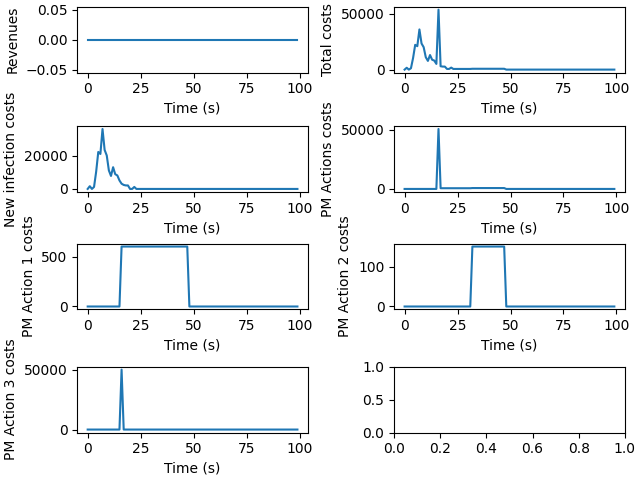 Revenues
0.05
0.00
−0.05
0 25 50 75 100
Time (s)
Total costs
50000
0
0 25 50 75 100
Time (s)
New infection costs
20000
0
0 25 50 75 100
Time (s)
PM Actions costs
50000
0
0 25 50 75 100
Time (s)
PM Action 1 costs
500
0
0 25 50 75 100
Time (s)
PM Action 2 costs
100
0
0 25 50 75 100
Time (s)
PM Action 3 costs
50000
0
0 25 50 75 100
Time (s)
1.0
0.5
0.0
0.0 0.2 0.4 0.6 0.8 1.0